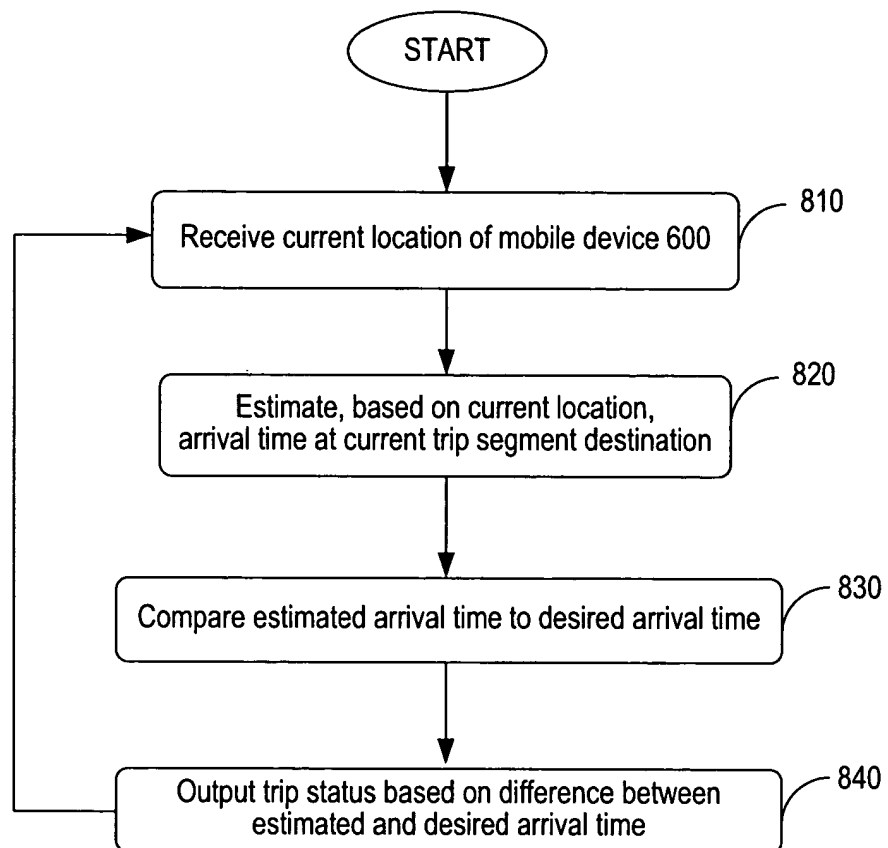 START
810
Receive current location of mobile device 600
820
Estimate, based on current location,
arrival time at current trip segment destination
830
Compare estimated arrival time to desired arrival time
840
Output trip status based on difference between
estimated and desired arrival time